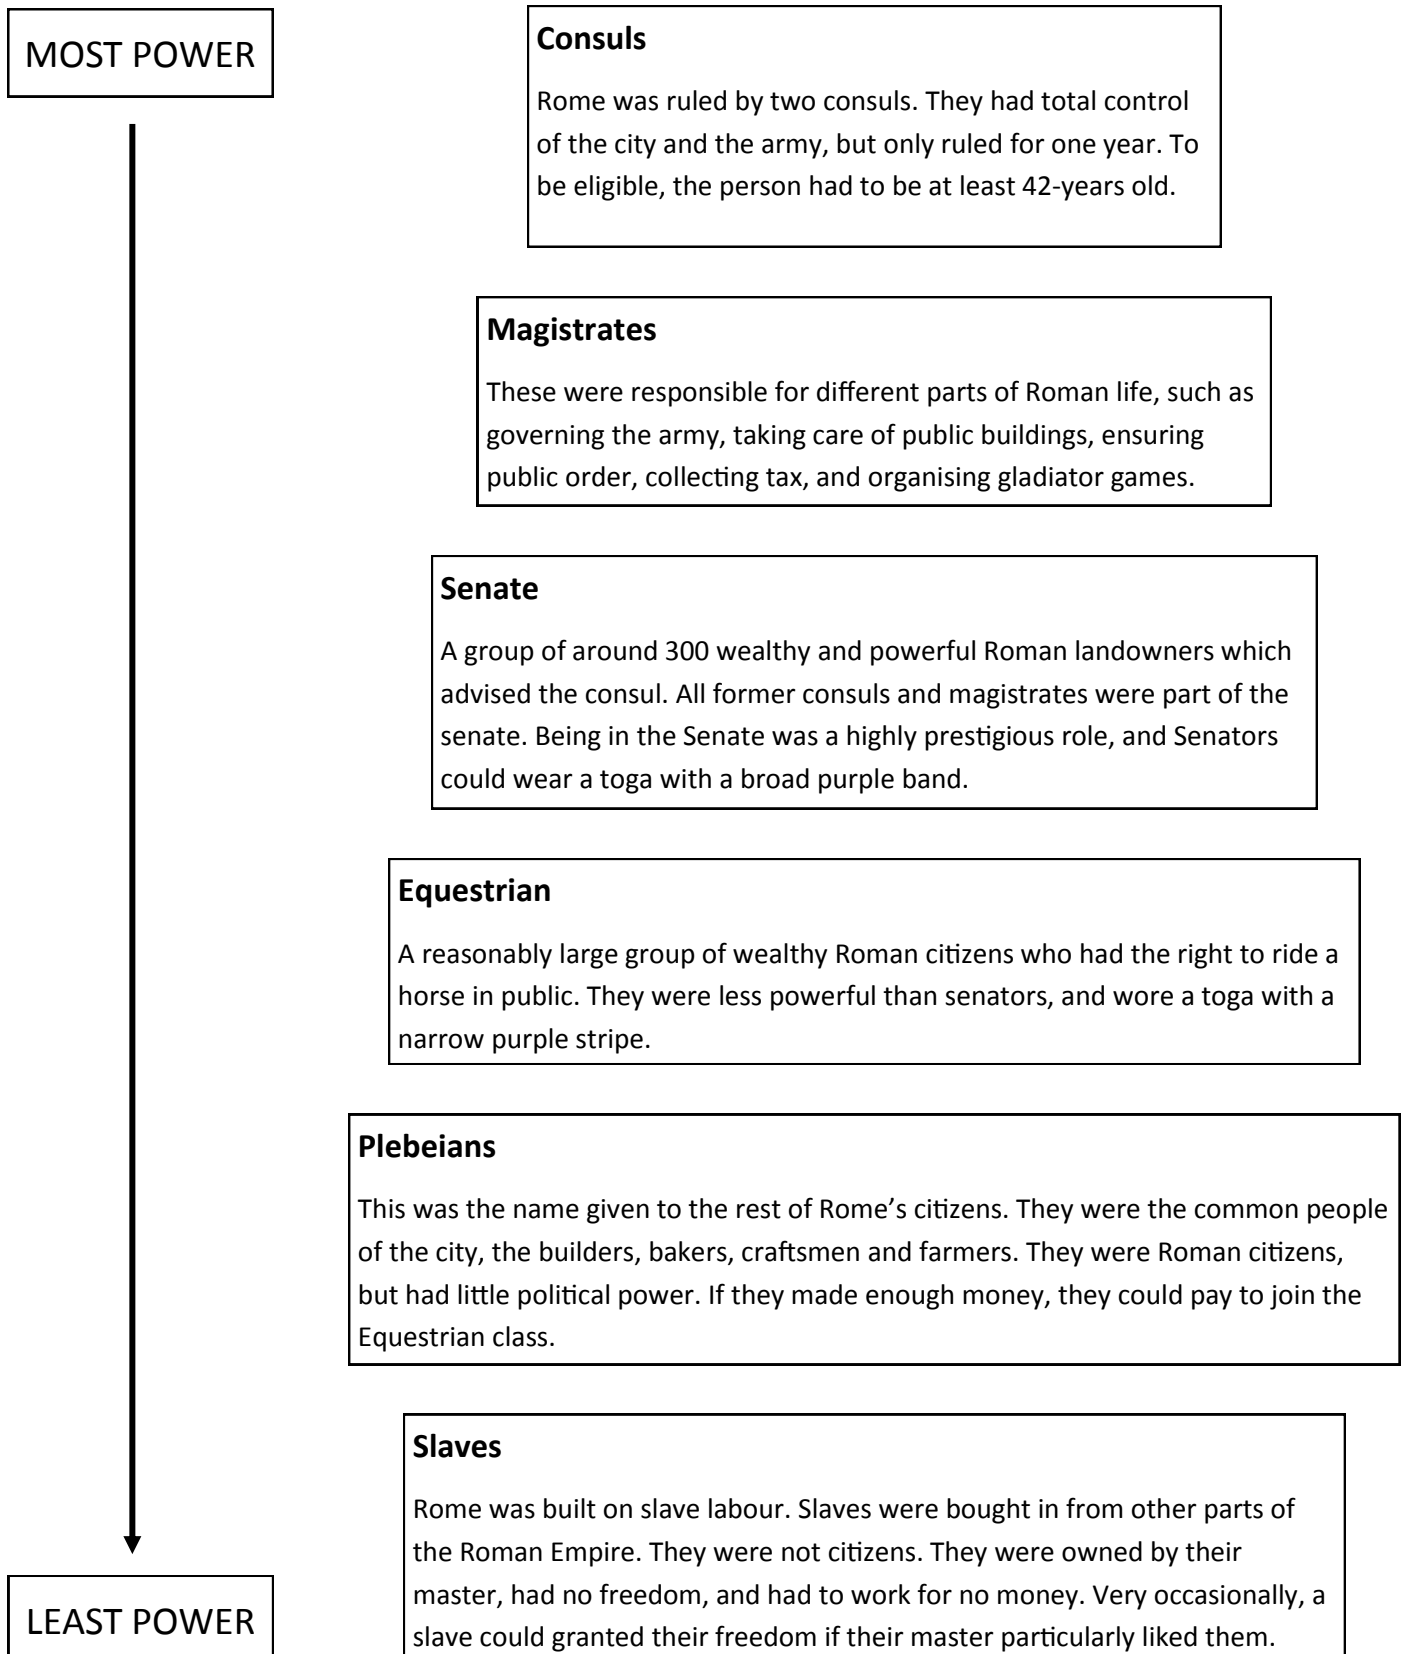 MOST POWER
Consuls
Rome was ruled by two consuls. They had total control
of the city and the army, but only ruled for one year. To
be eligible, the person had to be at least 42-years old.
Magistrates
These were responsible for different parts of Roman life, such as
governing the army, taking care of public buildings, ensuring
public order, collecting tax, and organising gladiator games.
Senate
A group of around 300 wealthy and powerful Roman landowners which
advised the consul. All former consuls and magistrates were part of the
senate. Being in the Senate was a highly prestigious role, and Senators
could wear a toga with a broad purple band.
Equestrian
A reasonably large group of wealthy Roman citizens who had the right to ride a
horse in public. They were less powerful than senators, and wore a toga with a
narrow purple stripe.
Plebeians
This was the name given to the rest of Rome’s citizens. They were the common people
of the city, the builders, bakers, craftsmen and farmers. They were Roman citizens,
but had little political power. If they made enough money, they could pay to join the
Equestrian class.
Slaves
Rome was built on slave labour. Slaves were bought in from other parts of
the Roman Empire. They were not citizens. They were owned by their
master, had no freedom, and had to work for no money. Very occasionally, a
slave could granted their freedom if their master particularly liked them.
LEAST POWER